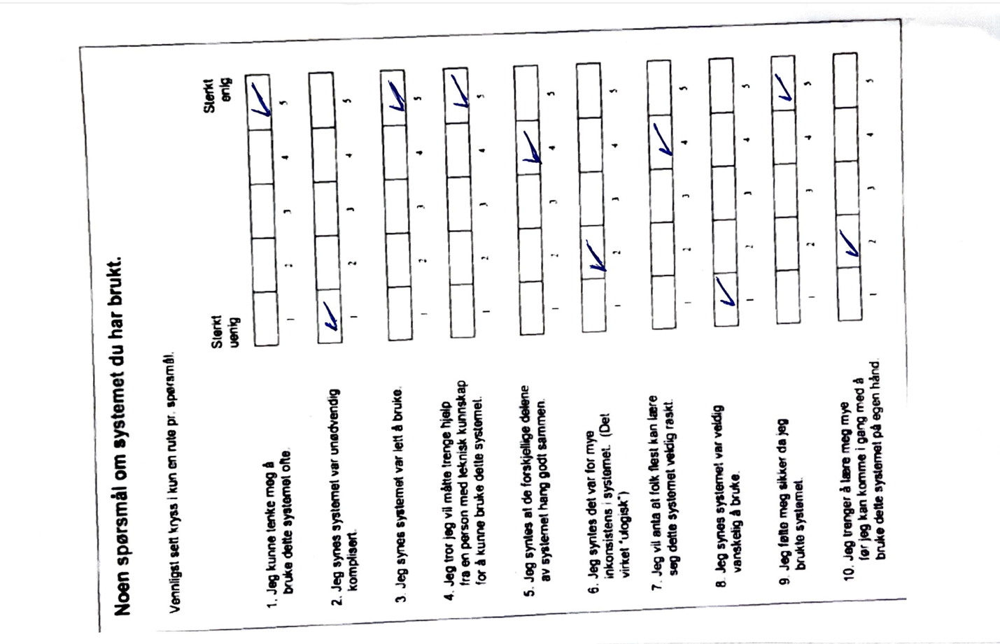 Noen spørsmål om systemet du har brukt.
Vennligst sett kryss i kun en rute pr. spørsmål.
Sterkt
uenig
Sterkt
enig
1. Jeg kunne tenke meg å
bruke dette systemet ofte.
1 2 3 4 5
2. Jeg synes systemet var unødvendig
komplisert.
1 2 3 4 5
3. Jeg synes systemet var lett å bruke.
1 2 3 4 5
4. Jeg tror jeg vil måtte trenge hjelp
fra en person med teknisk kunnskap
for å kunne bruke dette systemet.
1 2 3 4 5
5. Jeg syntes at de forskjellige delene
av systemet hang godt sammen.
1 2 3 4 5
6. Jeg syntes det var for mye
inkonsistens i systemet. (Det
virket "ulogisk")
1 2 3 4 5
7. Jeg vil anta at folk flest kan lære
seg dette systemet veldig raskt.
1 2 3 4 5
8. Jeg synes systemet var veldig
vanskelig å bruke.
1 2 3 4 5
9. Jeg følte meg sikker da jeg
brukte systemet.
1 2 3 4 5
10. Jeg trenger å lære meg mye
før jeg kan komme i gang med å
bruke dette systemet på egen hånd.
1 2 3 4 5